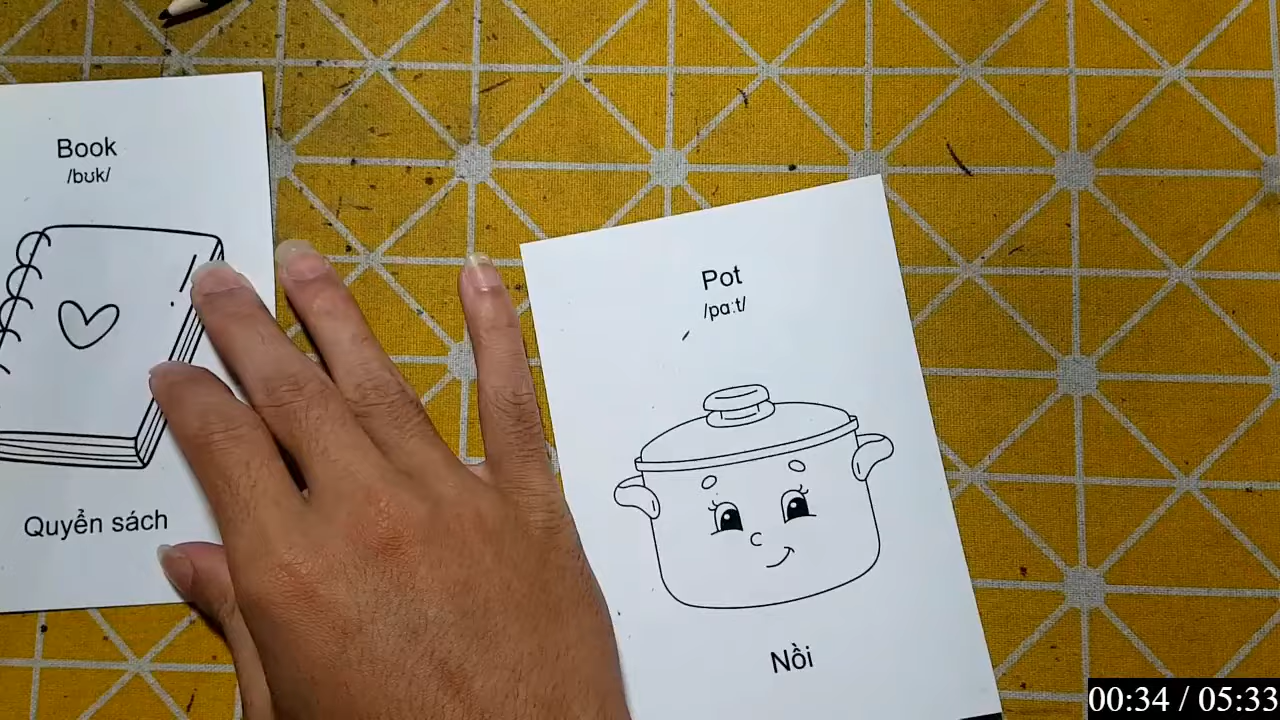 Book
/bʊk/
Quyển sách
Pot
/pɑːt/
Nồi
00:34 / 05:33